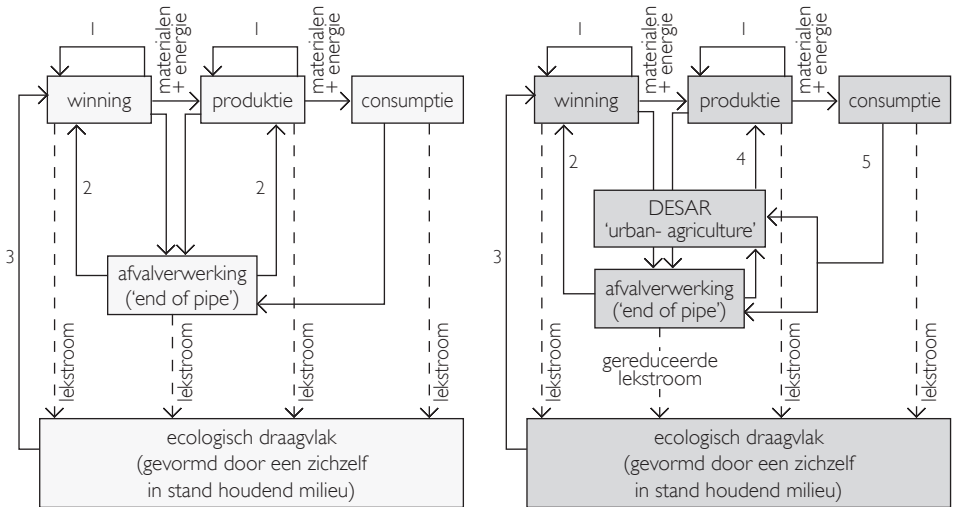 1
materialen
+ energie
1
materialen
+ energie
winning
produktie
consumptie
2
2
3
afvalverwerking
('end of pipe')
lekstroom
lekstroom
lekstroom
lekstroom
ecologisch draagvlak
(gevormd door een zichzelf
in stand houdend milieu)
1
materialen
+ energie
1
materialen
+ energie
winning
produktie
consumptie
2
4
5
DESAR
'urban- agriculture'
3
afvalverwerking
('end of pipe')
gereduceerde
lekstroom
lekstroom
lekstroom
lekstroom
ecologisch draagvlak
(gevormd door een zichzelf
in stand houdend milieu)